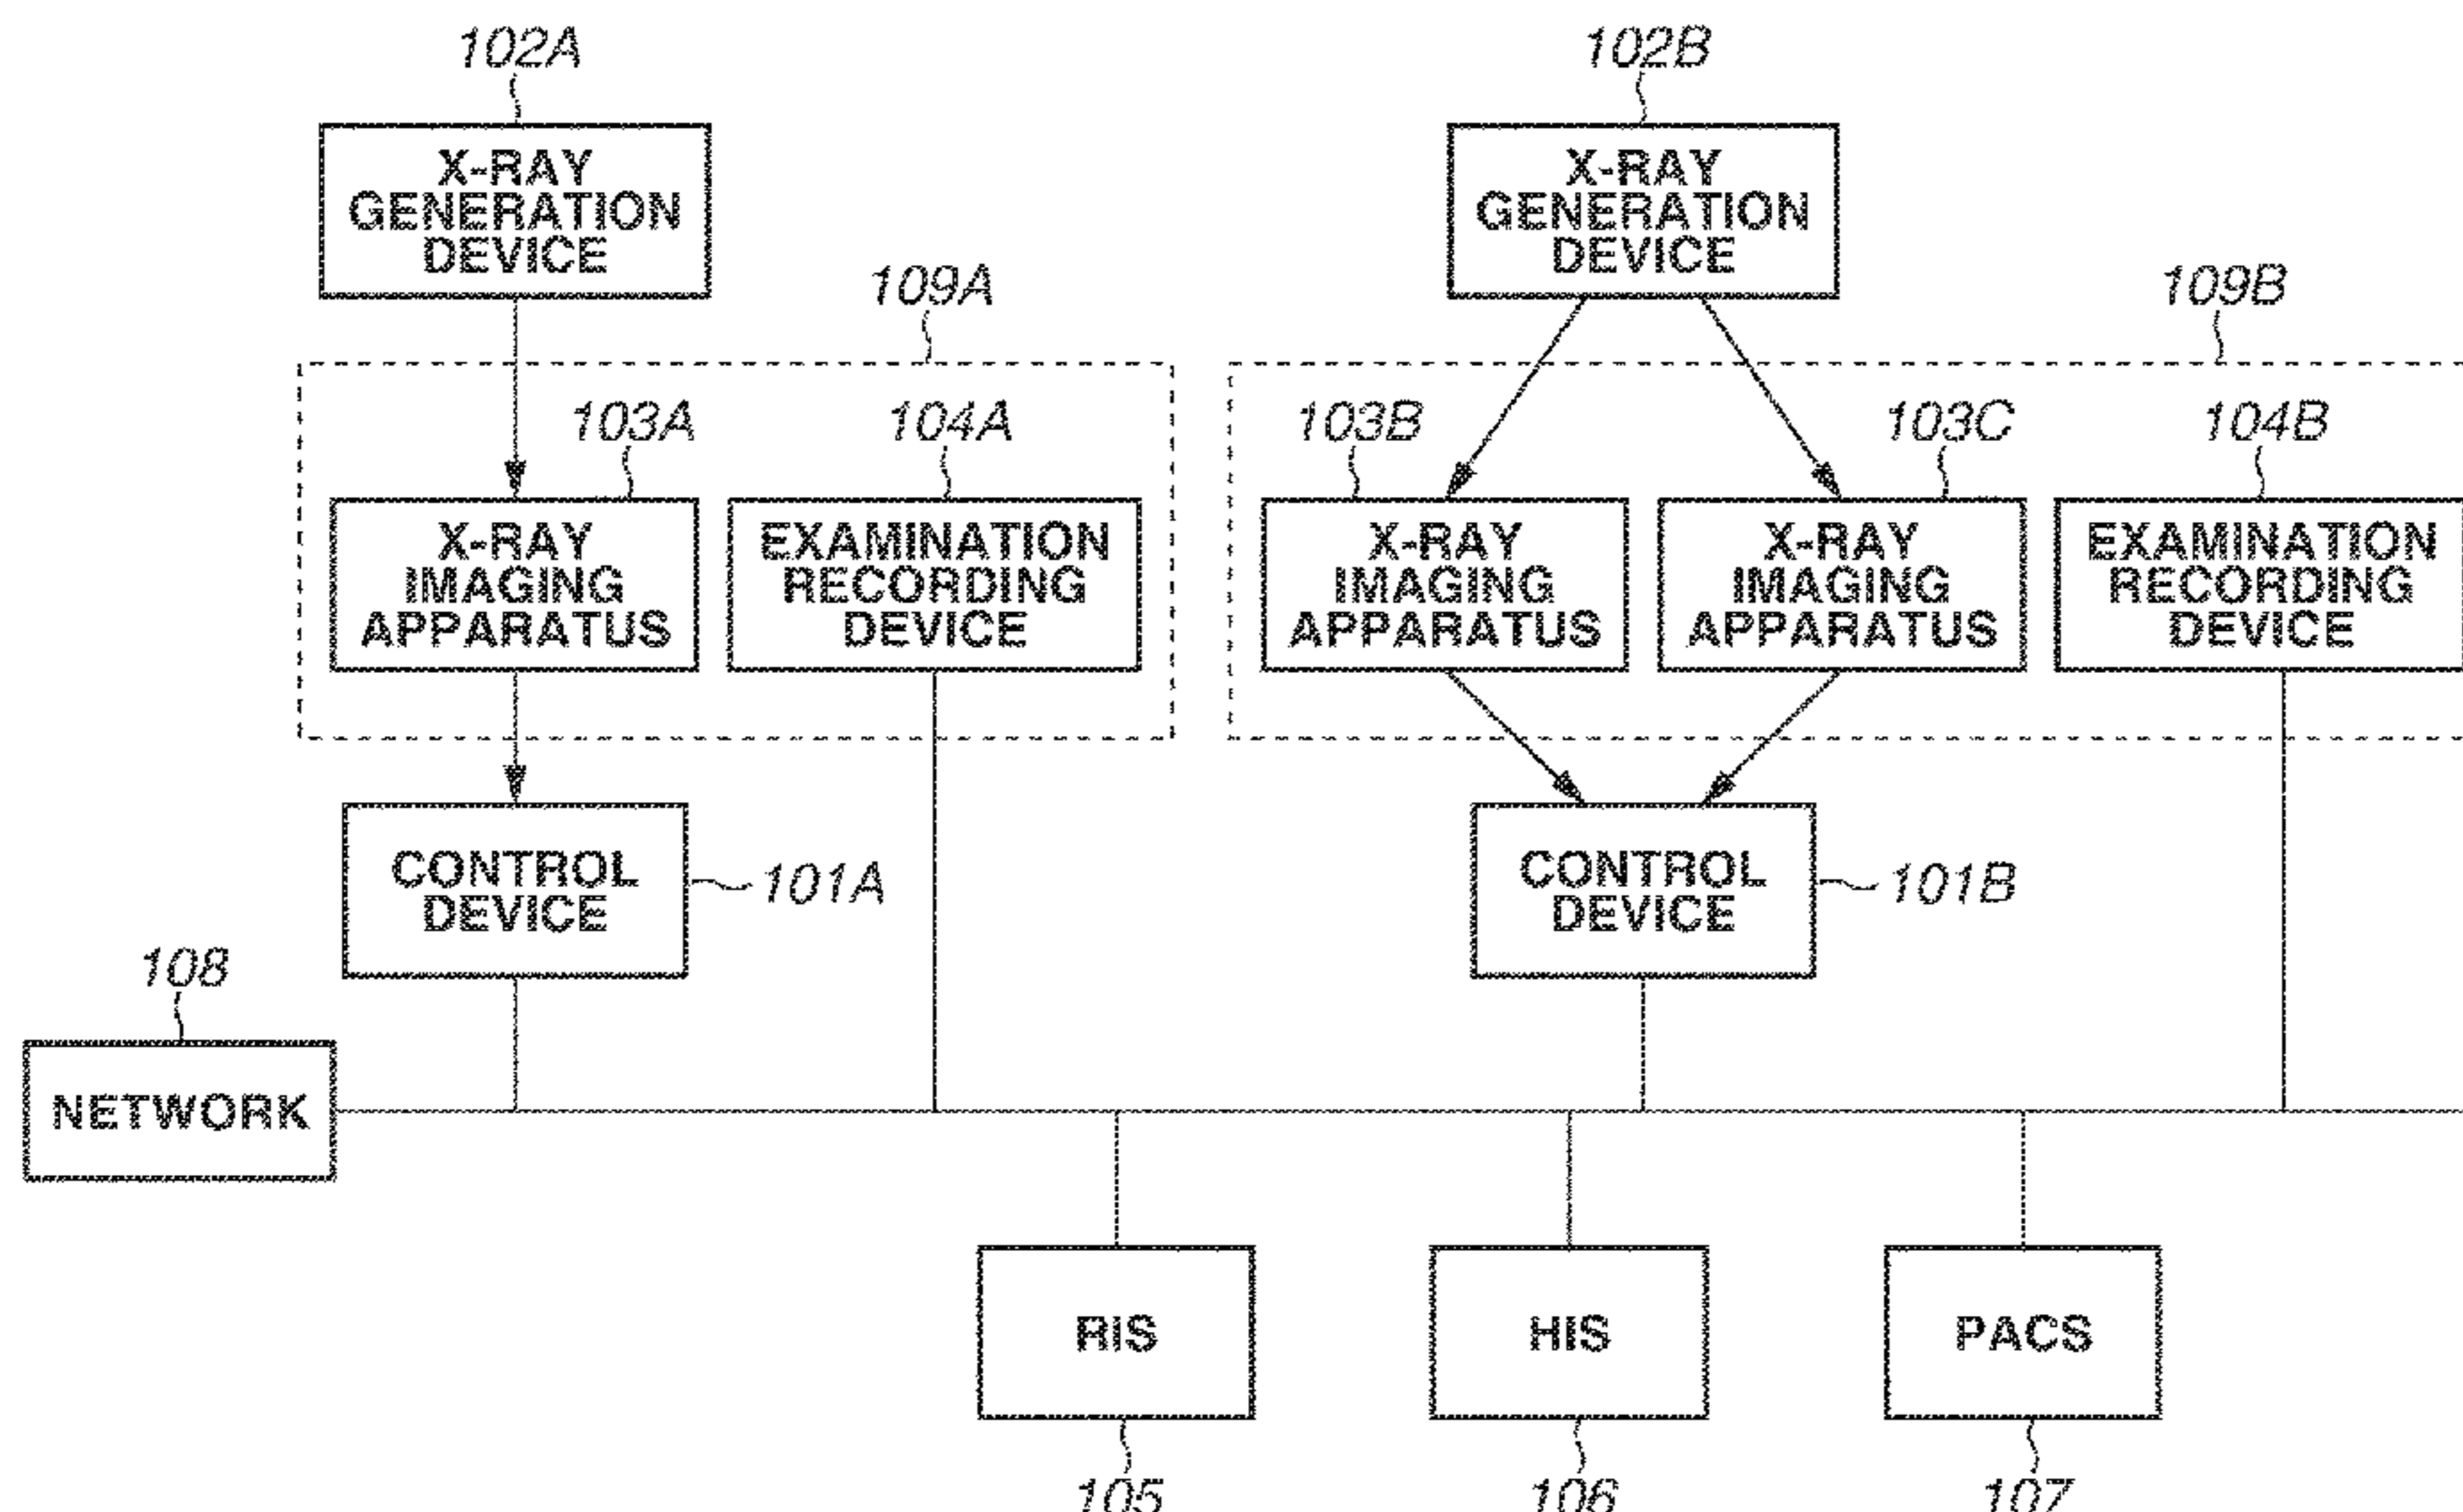 102A
102B
X-RAY
GENERATION
DEVICE
X-RAY
GENERATION
DEVICE
109A
109B
103A
104A
103B
103C
104B
X-RAY
IMAGING
APPARATUS
EXAMINATION
RECORDING
DEVICE
X-RAY
IMAGING
APPARATUS
X-RAY
IMAGING
APPARATUS
EXAMINATION
RECORDING
DEVICE
CONTROL
DEVICE
101A
CONTROL
DEVICE
101B
108
NETWORK
RIS
HIS
PACS
105
106
107